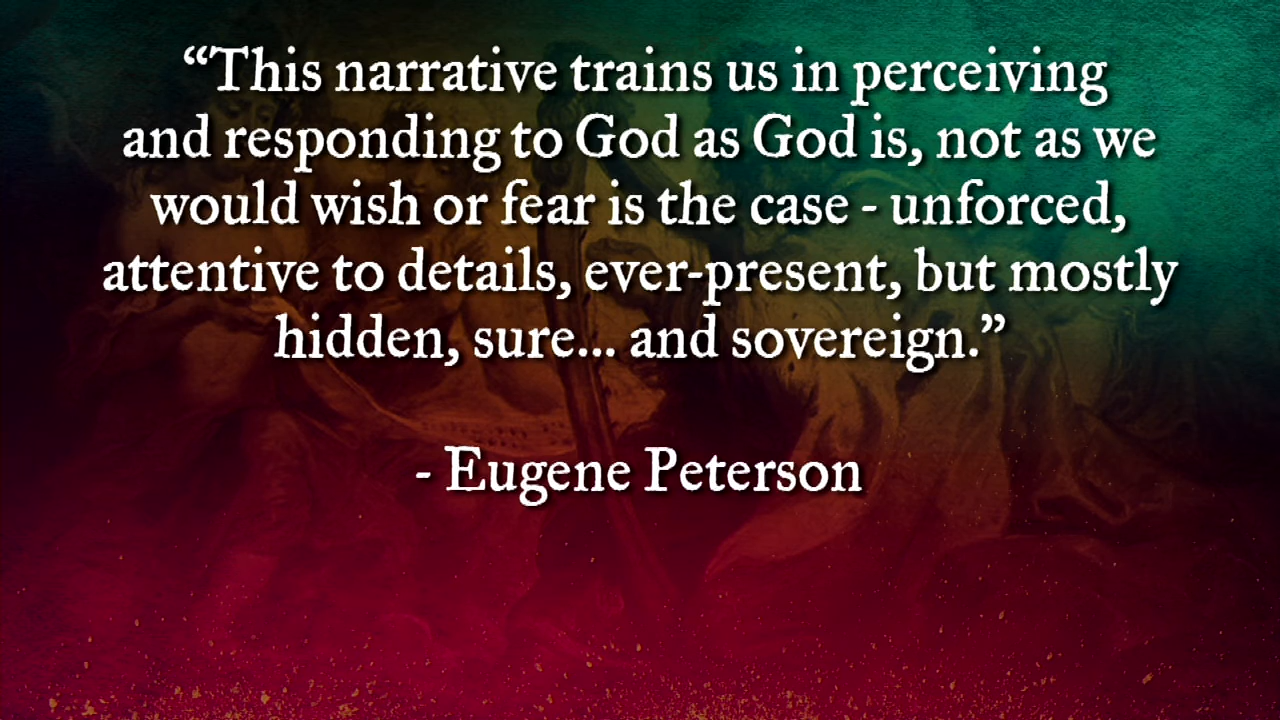 “This narrative trains us in perceiving
and responding to God as God is, not as we
would wish or fear is the case - unforced,
attentive to details, ever-present, but mostly
hidden, sure... and sovereign.”
- Eugene Peterson